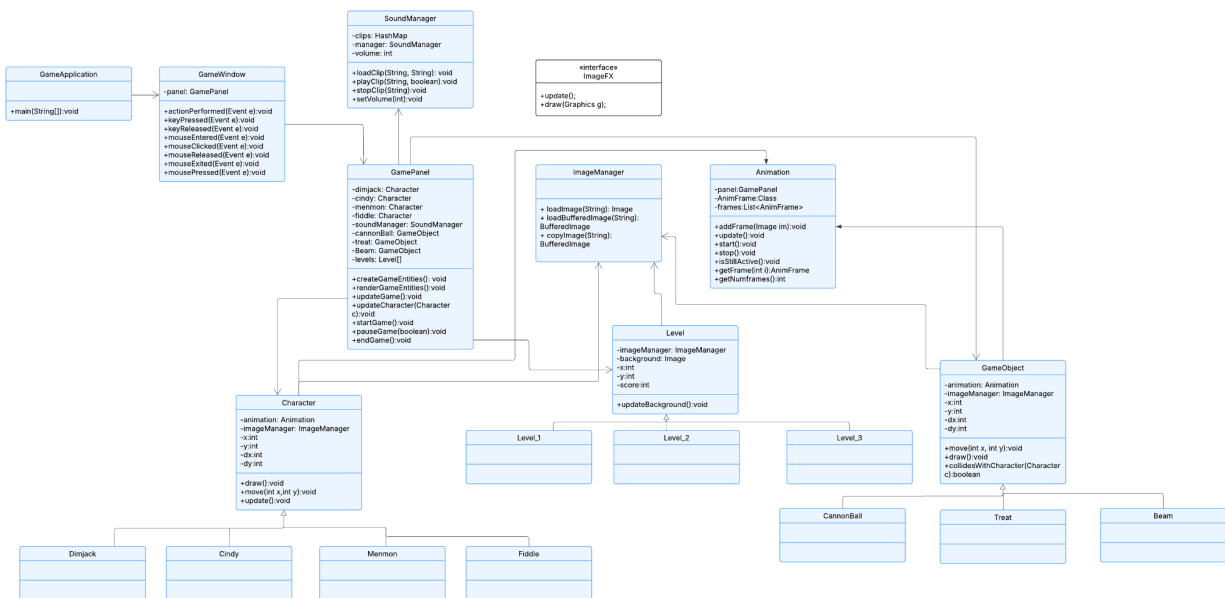 SoundManager
-clips: HashMap
-manager: SoundManager
-volume: int
+loadClip(String, String): void
+playClip(String, boolean):void
+stopClip(String):void
+setVolume(int):void
«interface»
ImageFX
+update();
+draw(Graphics g);
GameApplication
+main(String[]):void
GameWindow
-panel: GamePanel
+actionPerformed(Event e):void
+keyPressed(Event e):void
+keyReleased(Event e):void
+mouseEntered(Event e):void
+mouseClicked(Event e):void
+mouseReleased(Event e):void
+mouseExited(Event e):void
+mousePressed(Event e):void
GamePanel
-dimjack: Character
-cindy: Character
-menmon: Character
-fiddle: Character
-soundManager: SoundManager
-cannonBall: GameObject
-treat: GameObject
-Beam: GameObject
-levels: Level[]
+createGameEntities(): void
+renderGameEntities():void
+updateGame():void
+updateCharacter(Character
c):void
+startGame():void
+pauseGame(boolean):void
+endGame():void
ImageManager
+ loadImage(String): Image
+ loadBufferedImage(String):
BufferedImage
+ copyImage(String):
BufferedImage
Animation
-panel:GamePanel
-AnimFrame:Class
-frames:List<AnimFrame>
+addFrame(Image im):void
+update():void
+start():void
+stop():void
+isStillActive():void
+getFrame(int i):AnimFrame
+getNumframes():int
Level
-imageManager: ImageManager
-background: Image
-x:int
-y:int
-score:int
+updateBackground():void
GameObject
-animation: Animation
-imageManager: ImageManager
-x:int
-y:int
-dx:int
-dy:int
+move(int x, int y):void
+draw():void
+collidesWithCharacter(Character
c):boolean
Character
-animation: Animation
-imageManager: ImageManager
-x:int
-y:int
-dx:int
-dy:int
+draw():void
+move(int x,int y):void
+update():void
Level_1
Level_2
Level_3
CannonBall
Treat
Beam
Dimjack
Cindy
Menmon
Fiddle